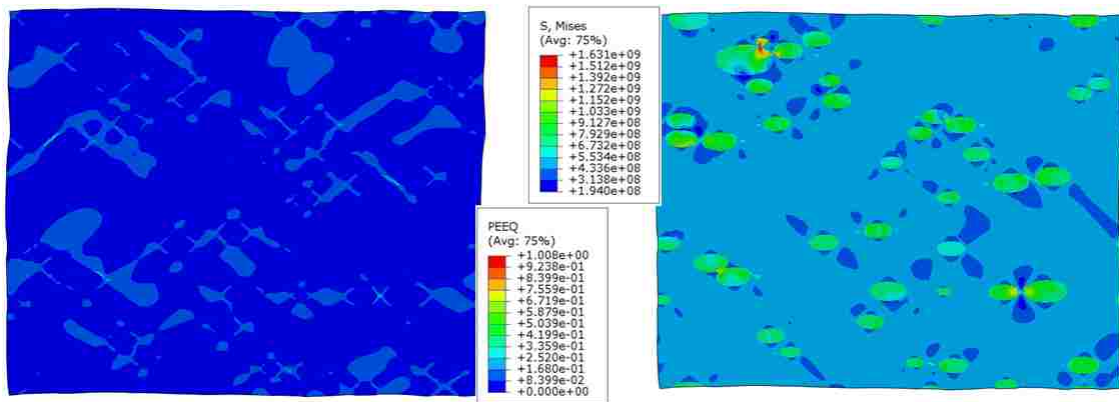 S, Mises
(Avg: 75%)
+1.631e+09
+1.512e+09
+1.392e+09
+1.272e+09
+1.152e+09
+1.033e+09
+9.127e+08
+7.929e+08
+6.732e+08
+5.534e+08
+4.336e+08
+3.138e+08
+1.940e+08
PEEQ
(Avg: 75%)
+1.008e+00
+9.238e-01
+8.399e-01
+7.559e-01
+6.719e-01
+5.879e-01
+5.039e-01
+4.199e-01
+3.359e-01
+2.520e-01
+1.680e-01
+8.399e-02
+0.000e+00